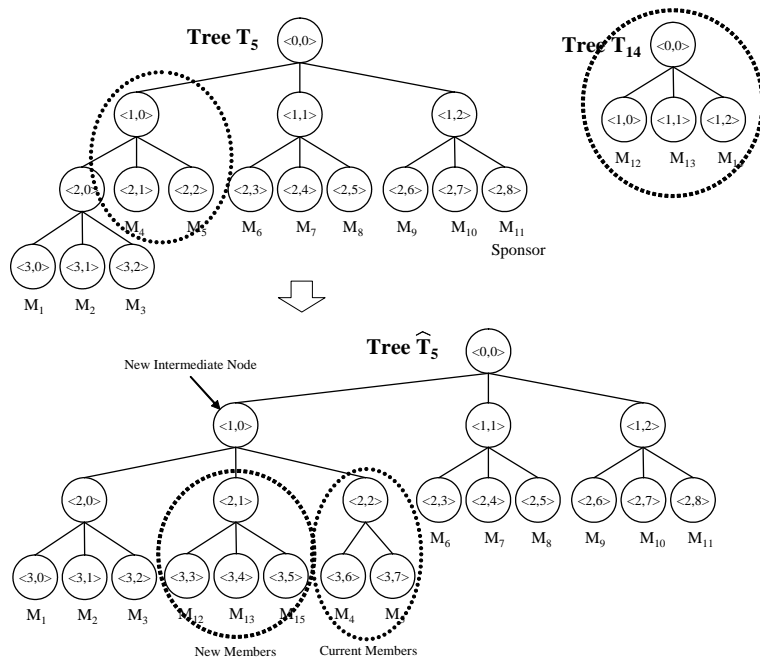 Tree T5
<0,0>
<1,0> <1,1> <1,2>
<2,0> <2,1> <2,2> <2,3> <2,4> <2,5> <2,6> <2,7> <2,8>
M4 M5 M6 M7 M8 M9 M10 M11
Sponsor
<3,0> <3,1> <3,2>
M1 M2 M3
Tree T14
<0,0>
<1,0> <1,1> <1,2>
M12 M13
Tree T̂5
<0,0>
New Intermediate Node
<1,0> <1,1> <1,2>
<2,0> <2,1> <2,2> <2,3> <2,4> <2,5> <2,6> <2,7> <2,8>
M6 M7 M8 M9 M10 M11
<3,0> <3,1> <3,2> <3,3> <3,4> <3,5> <3,6> <3,7>
M1 M2 M3 M12 M13 M15 M4
New Members Current Members